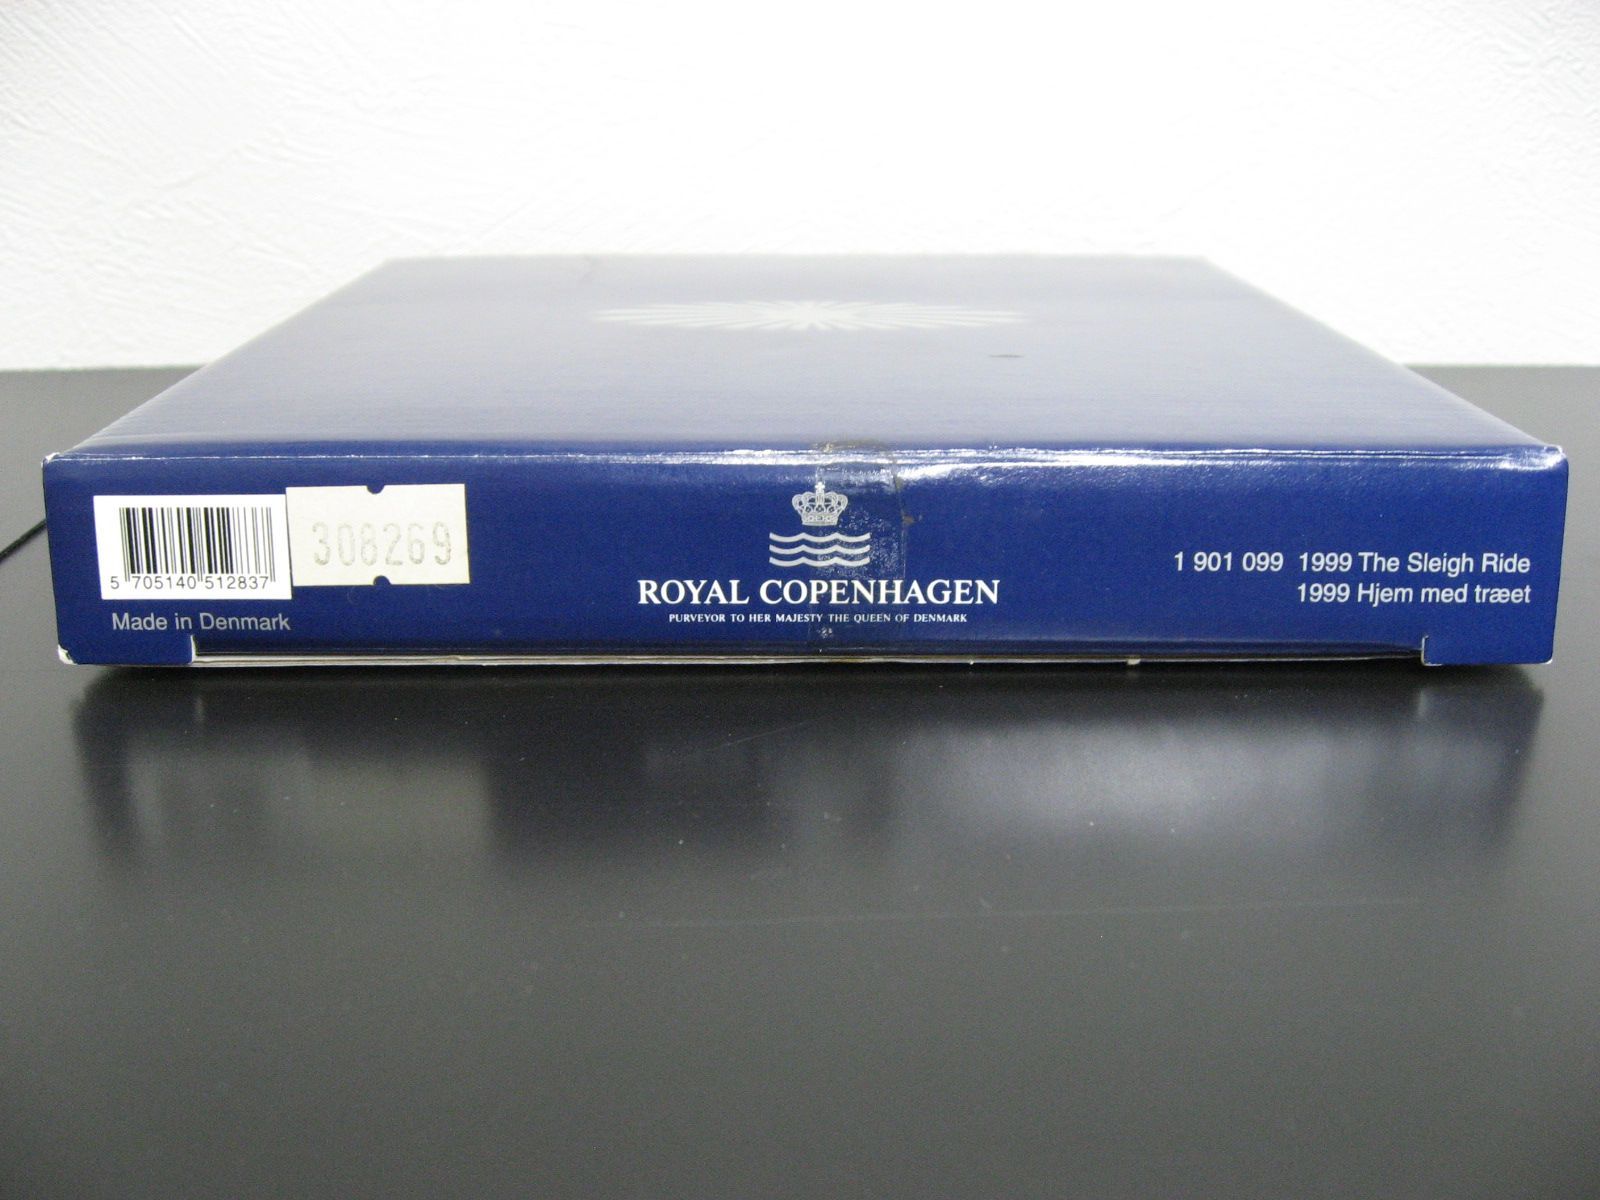 5 705140 512837
308269
Made in Denmark
ROYAL COPENHAGEN
PURVEYOR TO HER MAJESTY THE QUEEN OF DENMARK
1 901 099 1999 The Sleigh Ride
1999 Hjem med træet